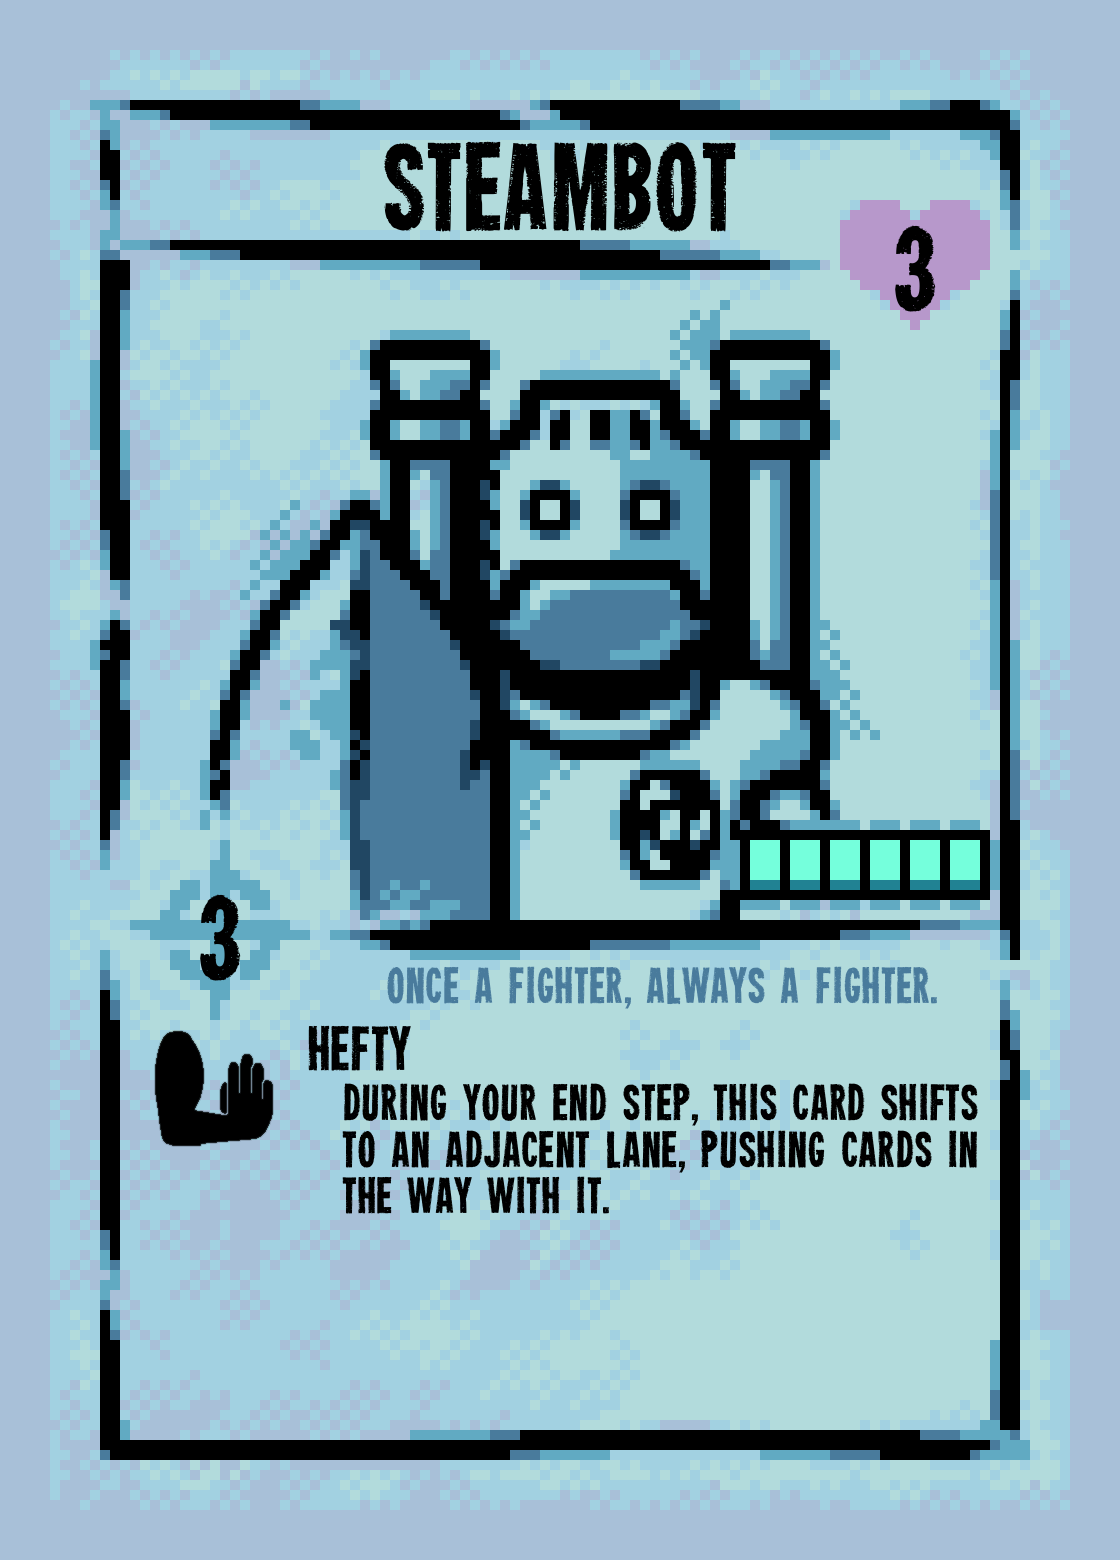 STEAMBOT
3
3
ONCE A FIGHTER, ALWAYS A FIGHTER.
HEFTY
DURING YOUR END STEP, THIS CARD SHIFTS
TO AN ADJACENT LANE, PUSHING CARDS IN
THE WAY WITH IT.